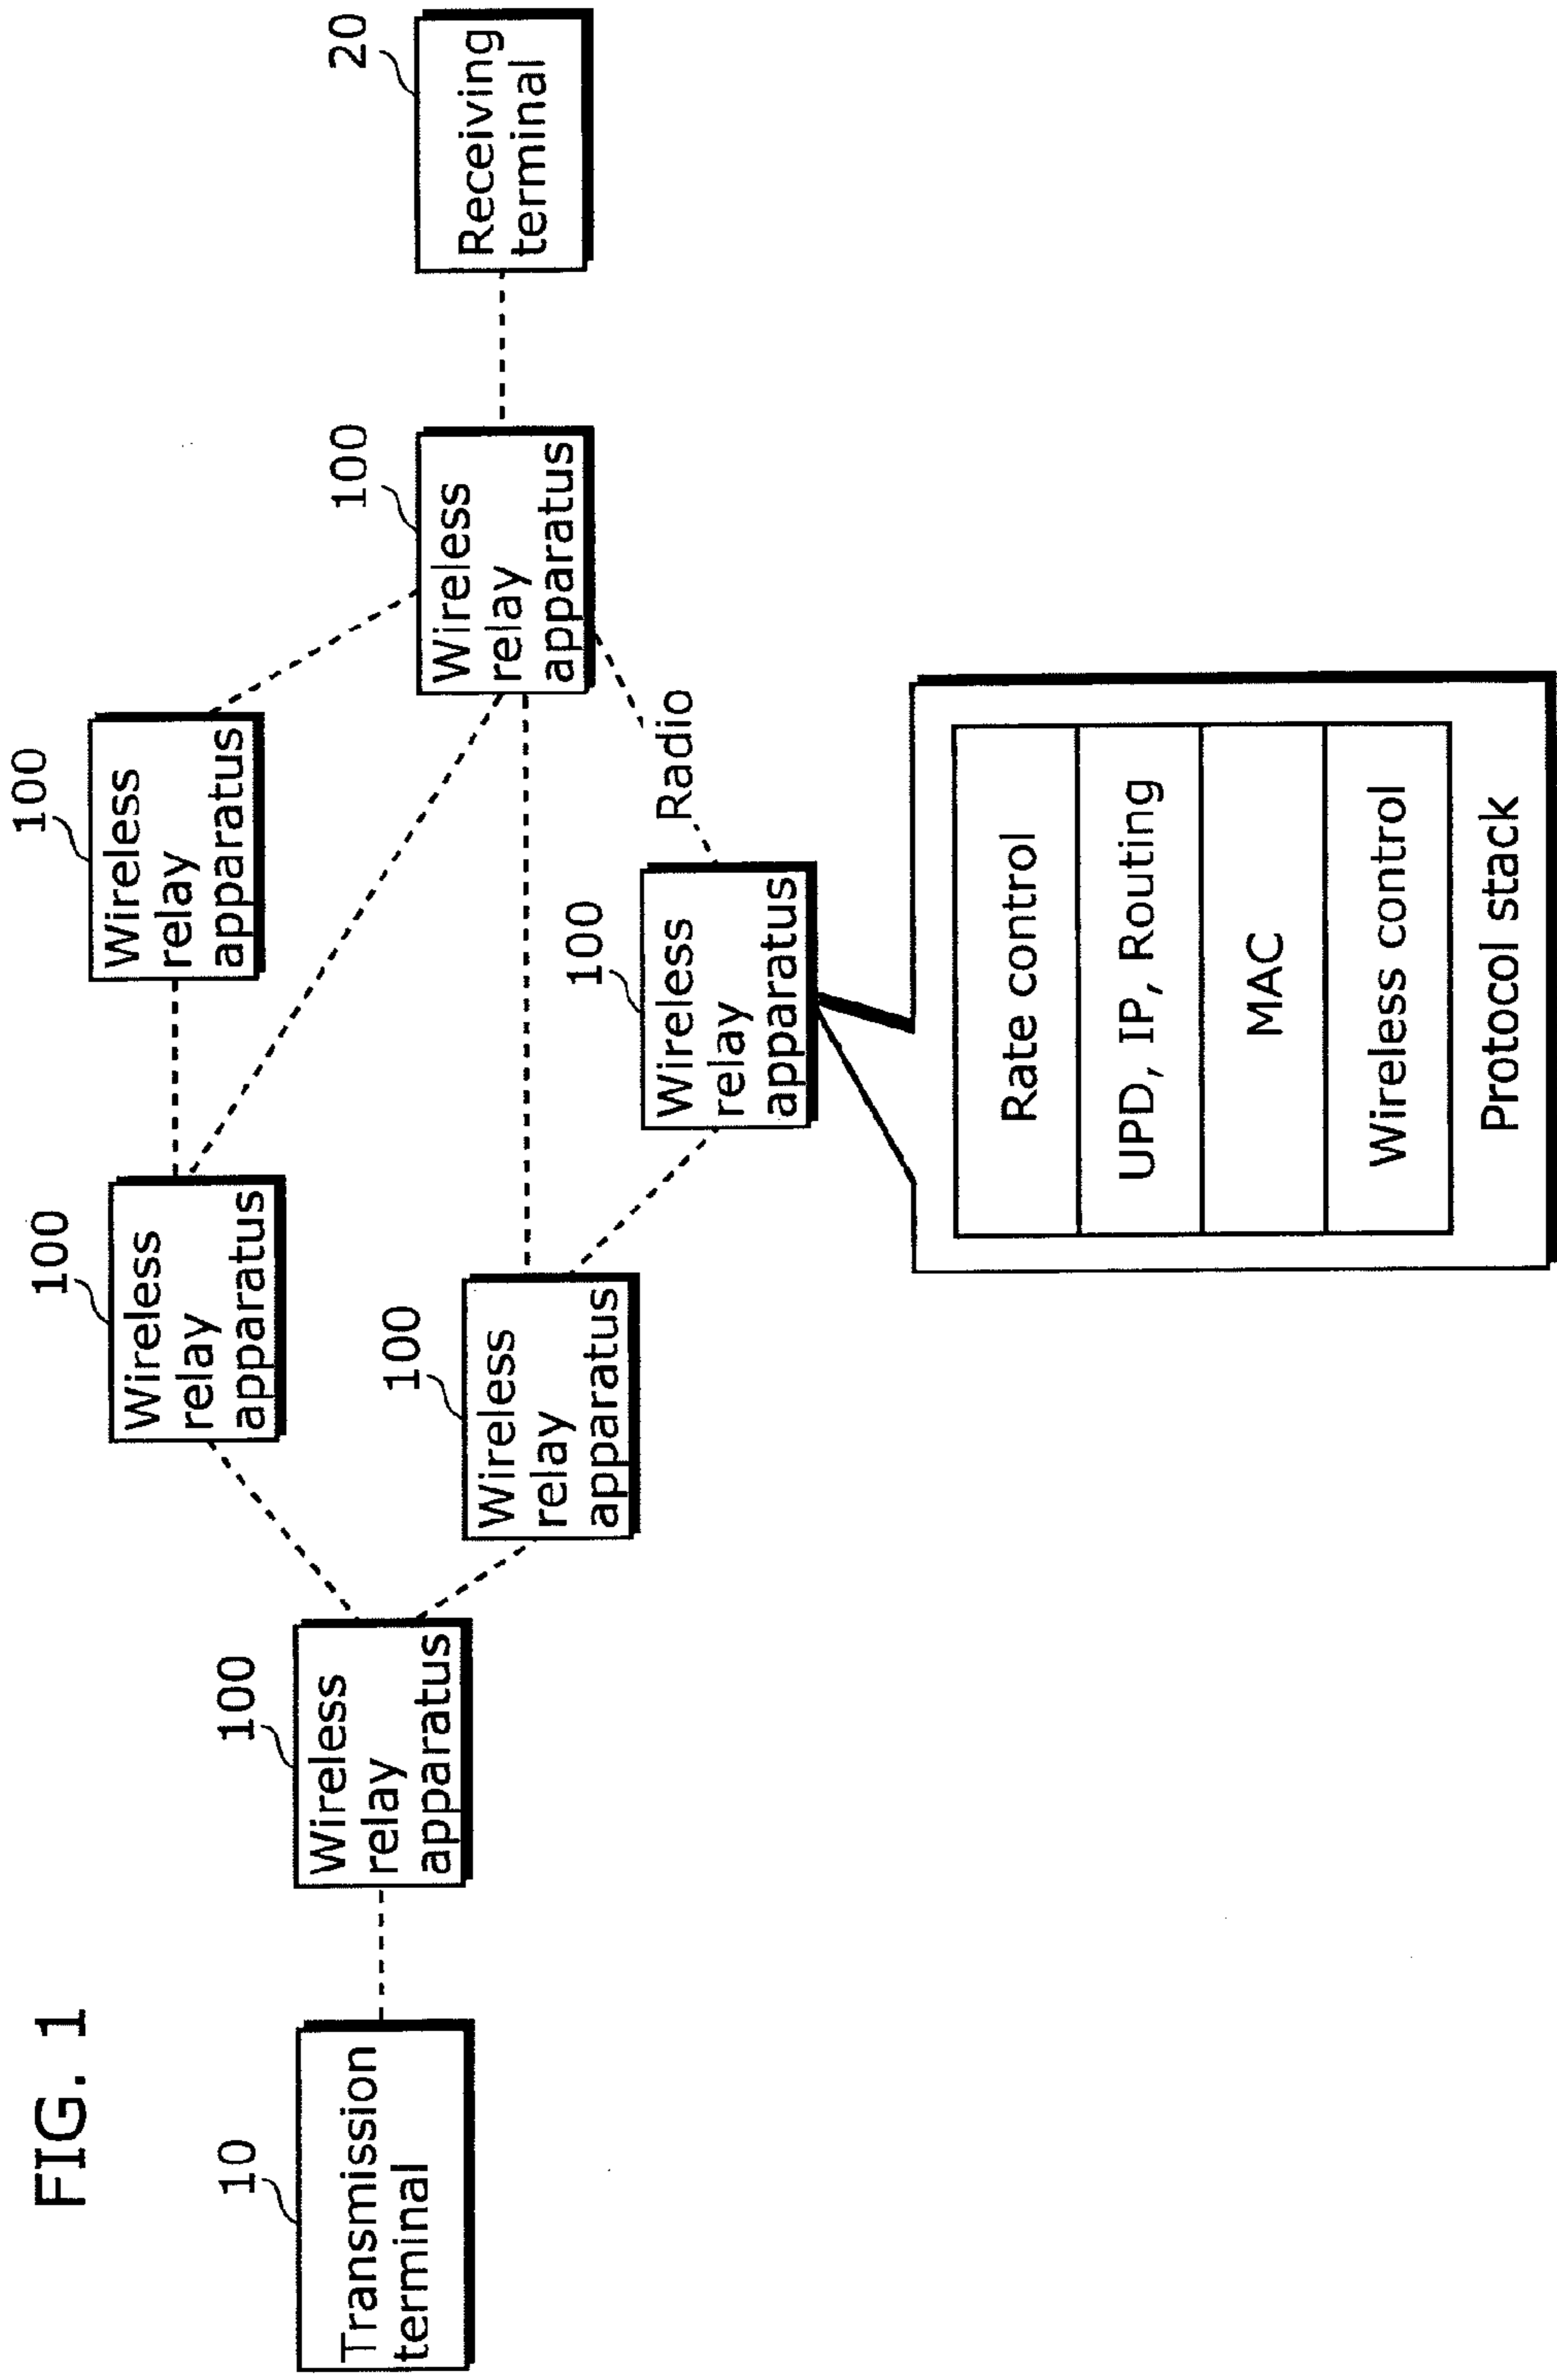 FIG. 1
100
Wireless
relay
apparatus
100
Wireless
relay
apparatus
10
Transmission
terminal
100
Wireless
relay
apparatus
100
Wireless
relay
apparatus
20
Receiving
terminal
100
Wireless
relay
apparatus
100
Wireless
relay
apparatus
Radio
Rate control
UPD, IP, Routing
MAC
Wireless control
Protocol stack